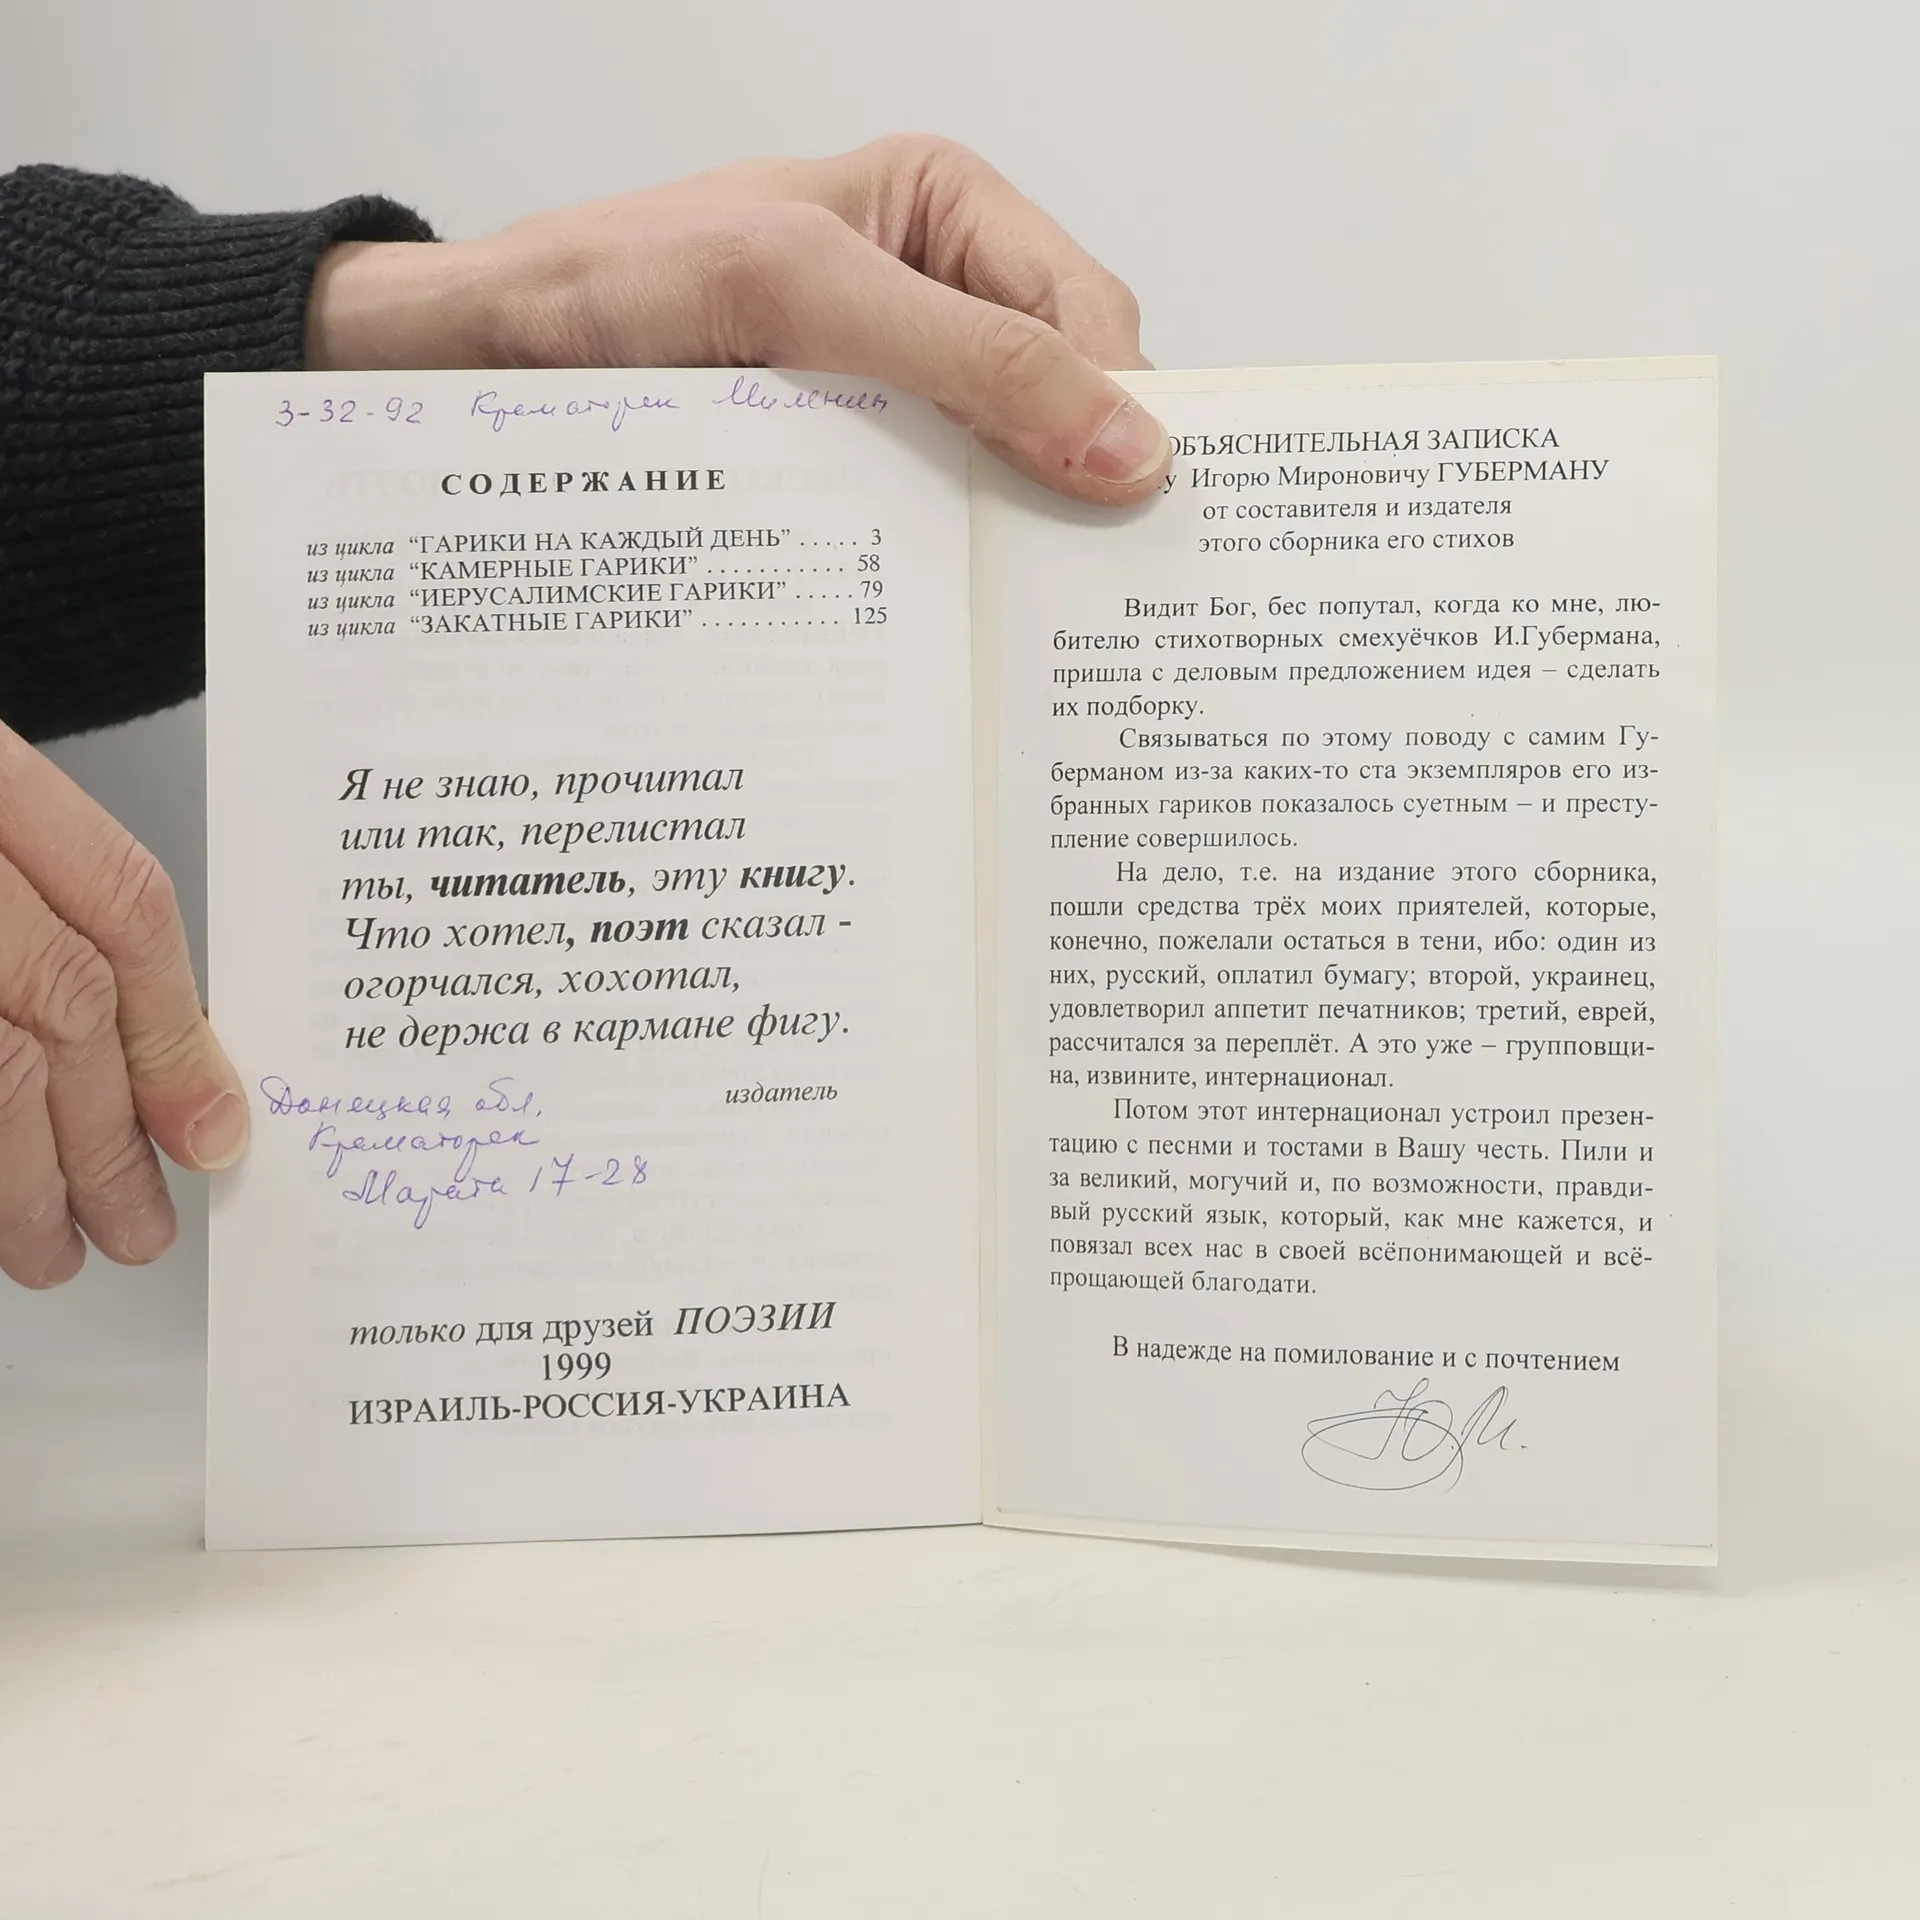 3-32-92 Краматорск Миленин
СОДЕРЖАНИЕ
из цикла “ГАРИКИ НА КАЖДЫЙ ДЕНЬ” ..... 3
из цикла “КАМЕРНЫЕ ГАРИКИ” ........... 58
из цикла “ИЕРУСАЛИМСКИЕ ГАРИКИ” ..... 79
из цикла “ЗАКАТНЫЕ ГАРИКИ” ........... 125
Я не знаю, прочитал
или так, перелистал
ты, читатель, эту книгу.
Что хотел, поэт сказал -
огорчался, хохотал,
не держа в кармане фигу.
издатель
Донецкая обл.
Краматорск
Марата 17-28
только для друзей ПОЭЗИИ
1999
ИЗРАИЛЬ-РОССИЯ-УКРАИНА
ОБЪЯСНИТЕЛЬНАЯ ЗАПИСКА
Игорю Мироновичу ГУБЕРМАНУ
от составителя и издателя
этого сборника его стихов
Видит Бог, бес попутал, когда ко мне, лю-
бителю стихотворных смехуёчков И.Губермана,
пришла с деловым предложением идея – сделать
их подборку.
Связываться по этому поводу с самим Гу-
берманом из-за каких-то ста экземпляров его из-
бранных гариков показалось суетным – и престу-
пление совершилось.
На дело, т.е. на издание этого сборника,
пошли средства трёх моих приятелей, которые,
конечно, пожелали остаться в тени, ибо: один из
них, русский, оплатил бумагу; второй, украинец,
удовлетворил аппетит печатников; третий, еврей,
рассчитался за переплёт. А это уже – групповщи-
на, извините, интернационал.
Потом этот интернационал устроил презен-
тацию с песнми и тостами в Вашу честь. Пили и
за великий, могучий и, по возможности, правди-
вый русский язык, который, как мне кажется, и
повязал всех нас в своей всёпонимающей и всё-
прощающей благодати.
В надежде на помилование и с почтением
Ю.М.